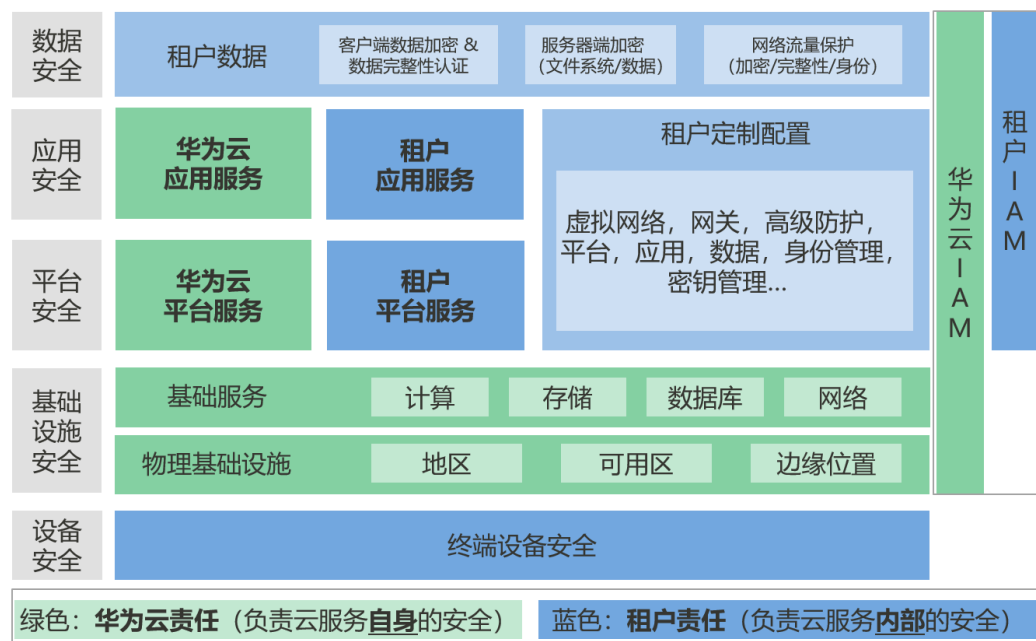 数据
安全
租户数据
客户端数据加密 &
数据完整性认证
服务器端加密
(文件系统/数据)
网络流量保护
(加密/完整性/身份)
应用
安全
华为云
应用服务
租户
应用服务
租户定制配置
虚拟网络，网关，高级防护，
平台，应用，数据，身份管理，
密钥管理...
平台
安全
华为云
平台服务
租户
平台服务
基础
设施
安全
基础服务
计算
存储
数据库
网络
物理基础设施
地区
可用区
边缘位置
设备
安全
终端设备安全
华为云IAM
租户IAM
绿色：华为云责任（负责云服务自身的安全）
蓝色：租户责任（负责云服务内部的安全）